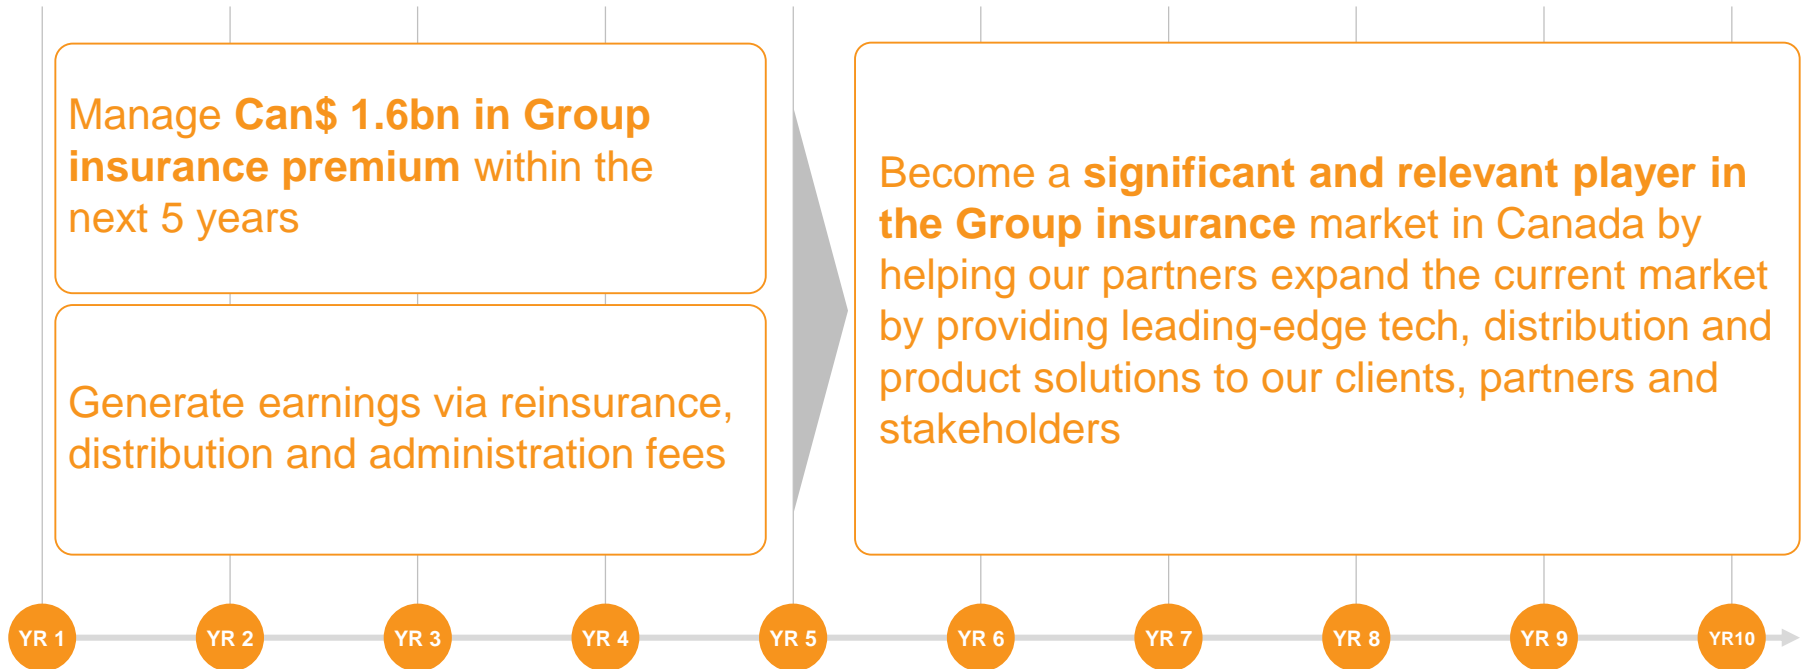 Manage Can$ 1.6bn in Group
insurance premium within the
next 5 years
Generate earnings via reinsurance,
distribution and administration fees
Become a significant and relevant player in
the Group insurance market in Canada by
helping our partners expand the current market
by providing leading-edge tech, distribution and
product solutions to our clients, partners and
stakeholders
YR 1
YR 2
YR 3
YR 4
YR 5
YR 6
YR 7
YR 8
YR 9
YR10